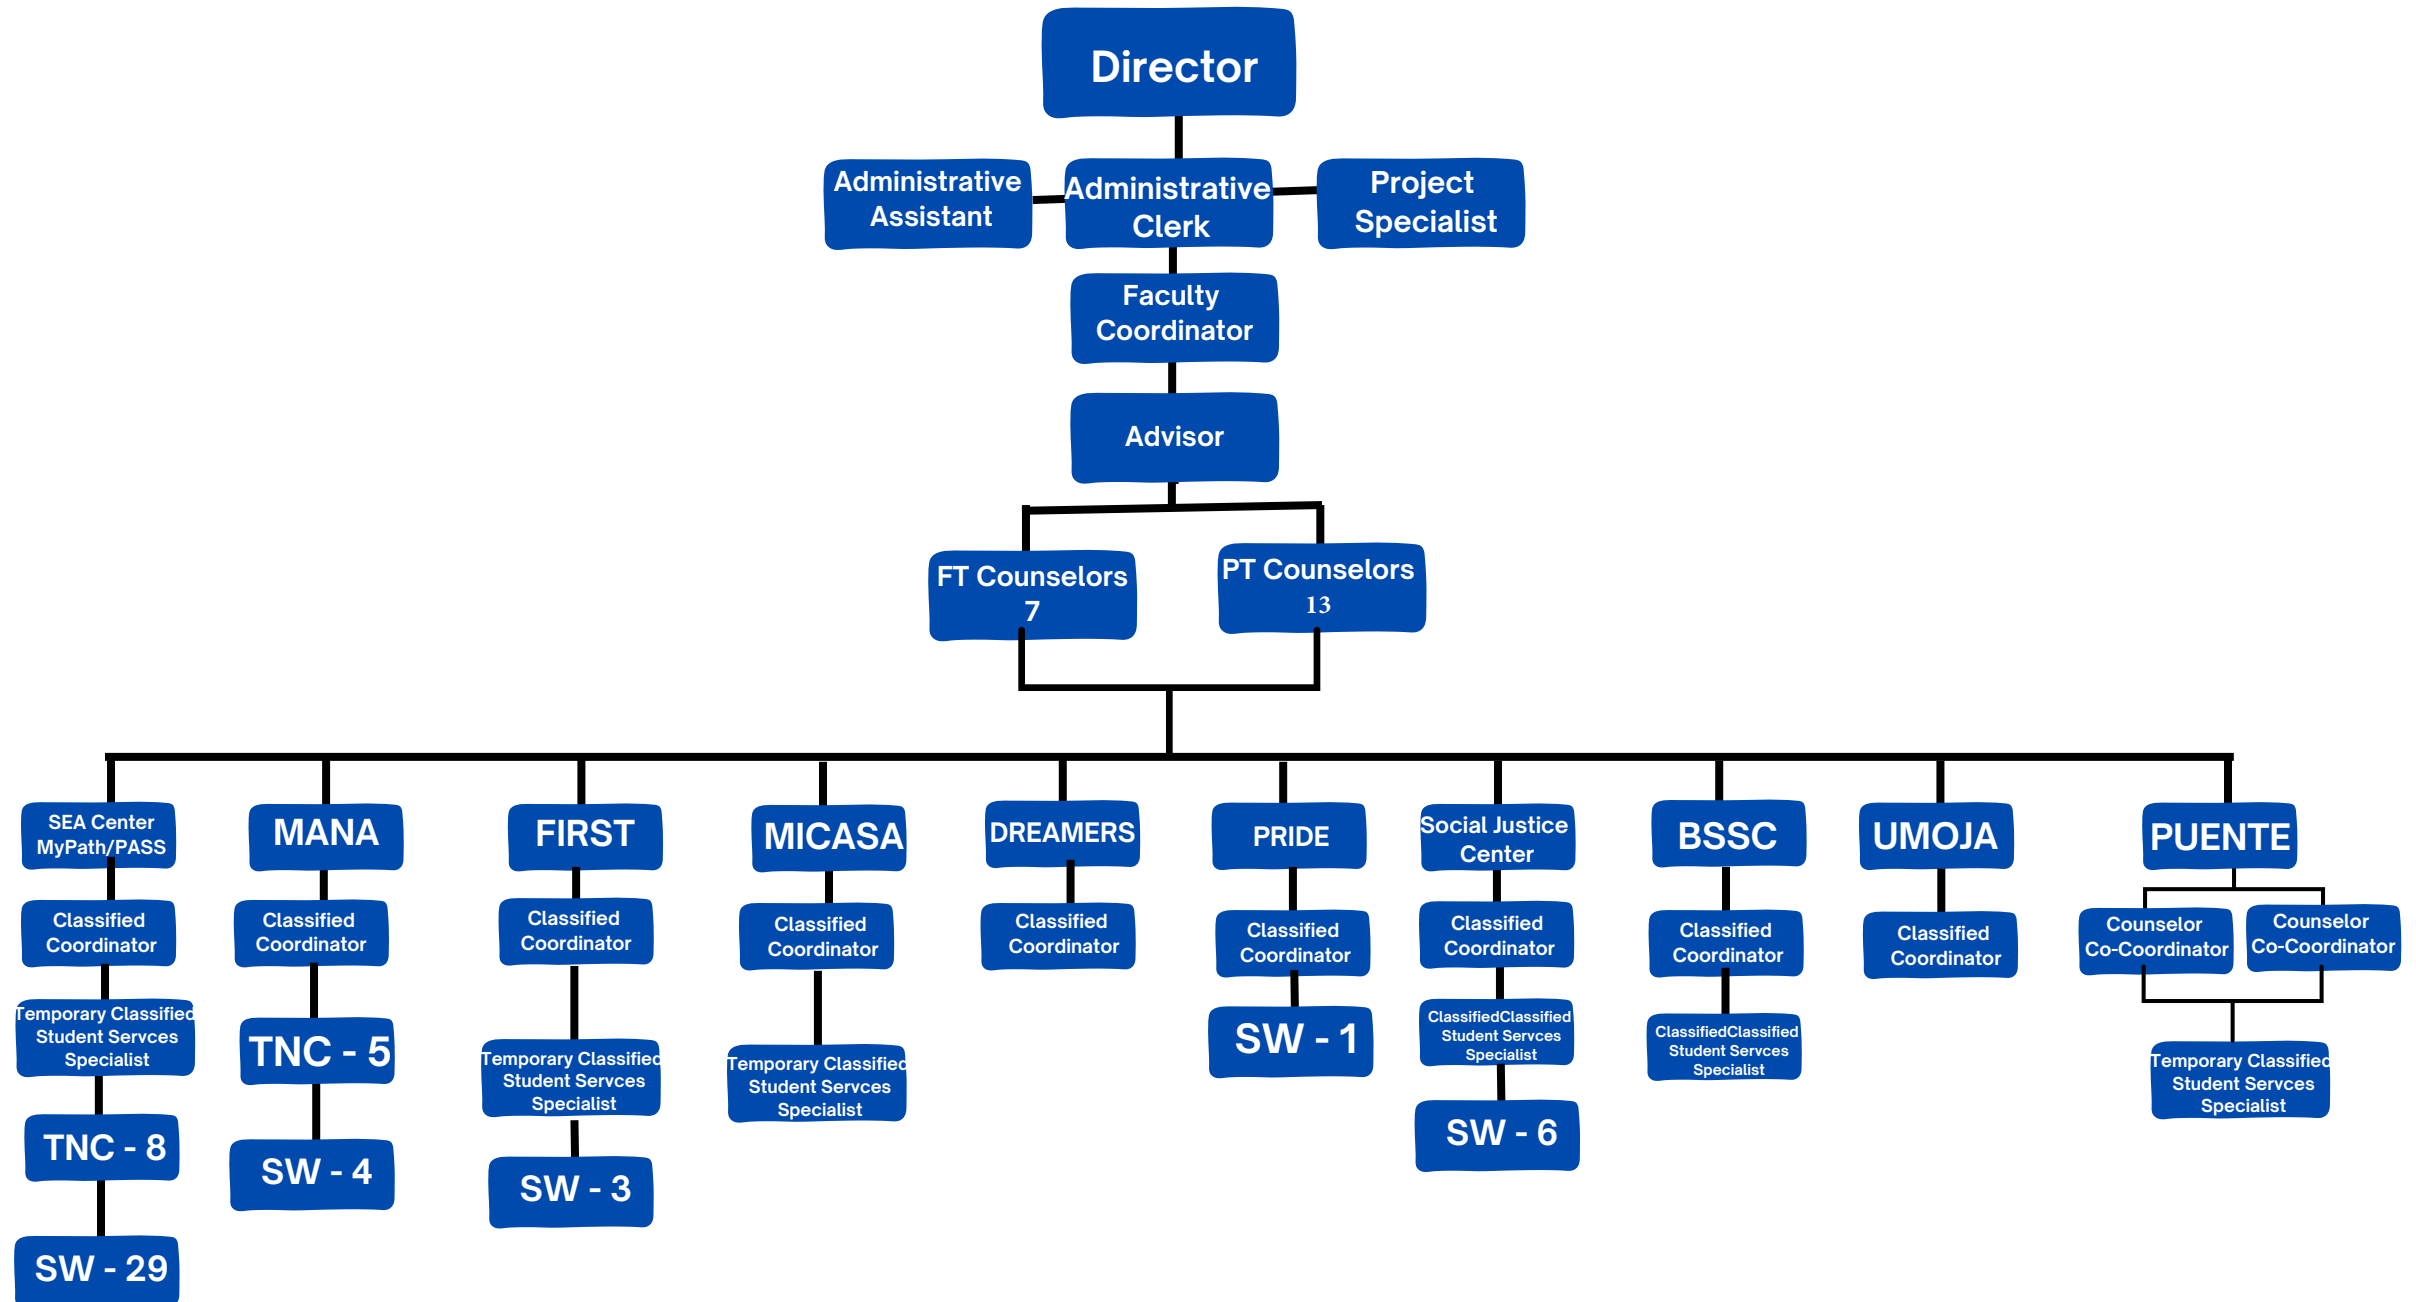 Director
Administrative
Assistant
Administrative
Clerk
Project
Specialist
Faculty
Coordinator
Advisor
FT Counselors
7
PT Counselors
13
SEA Center
MyPath/PASS
Classified
Coordinator
Temporary Classified
Student Servces
Specialist
TNC - 8
SW - 29
MANA
Classified
Coordinator
TNC - 5
SW - 4
FIRST
Classified
Coordinator
Temporary Classified
Student Servces
Specialist
SW - 3
MICASA
Classified
Coordinator
Temporary Classified
Student Servces
Specialist
DREAMERS
Classified
Coordinator
PRIDE
Classified
Coordinator
SW - 1
Social Justice
Center
Classified
Coordinator
ClassifiedClassified
Student Servces
Specialist
SW - 6
BSSC
Classified
Coordinator
ClassifiedClassified
Student Servces
Specialist
UMOJA
Classified
Coordinator
PUENTE
Counselor
Co-Coordinator
Counselor
Co-Coordinator
Temporary Classified
Student Servces
Specialist